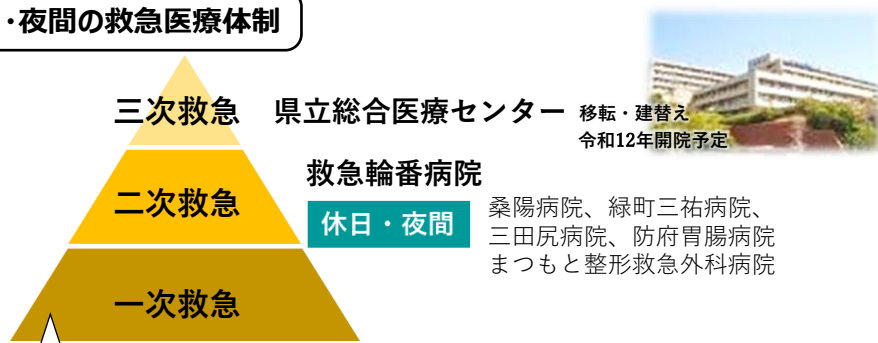 ・夜間の救急医療体制
三次救急 県立総合医療センター 移転・建替え
令和12年開院予定
救急輪番病院
二次救急
休日・夜間
桑陽病院、緑町三祐病院、
三田尻病院、防府胃腸病院
まつもと整形救急外科病院
一次救急